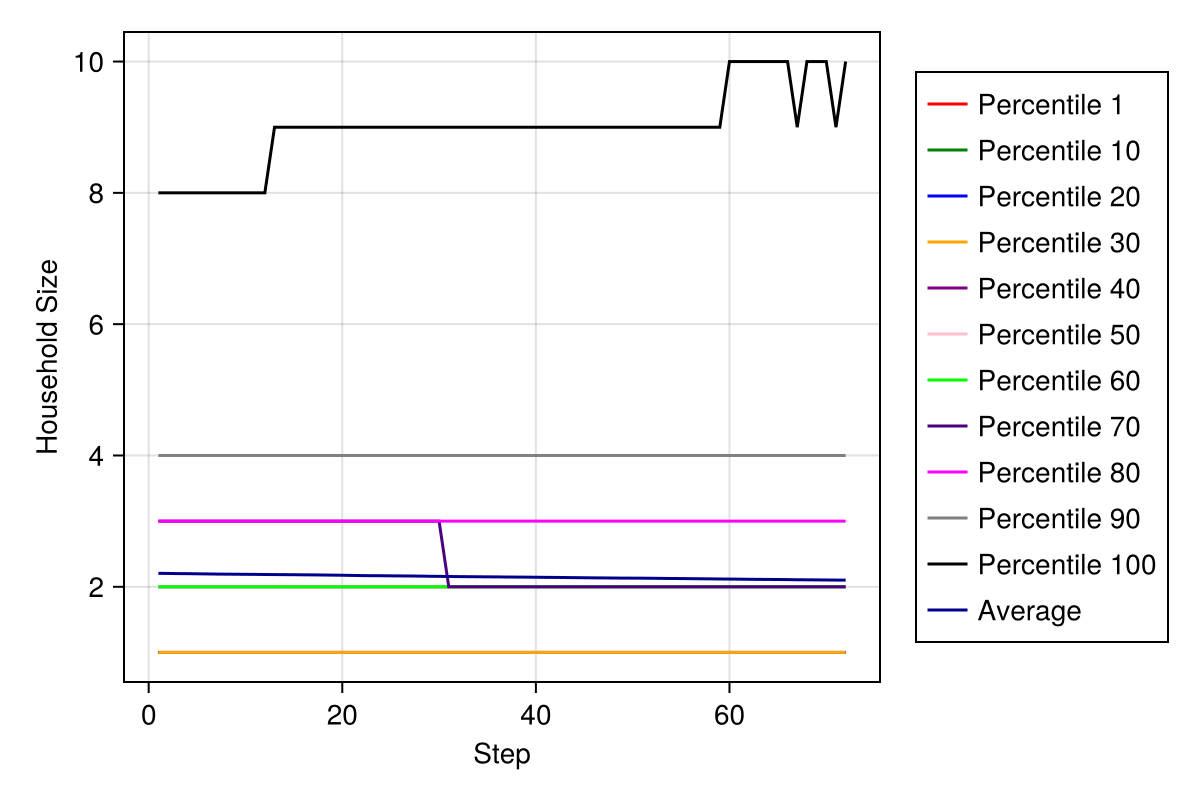 10
8
6
4
2
Household Size
0 20 40 60
Step
Percentile 1
Percentile 10
Percentile 20
Percentile 30
Percentile 40
Percentile 50
Percentile 60
Percentile 70
Percentile 80
Percentile 90
Percentile 100
Average